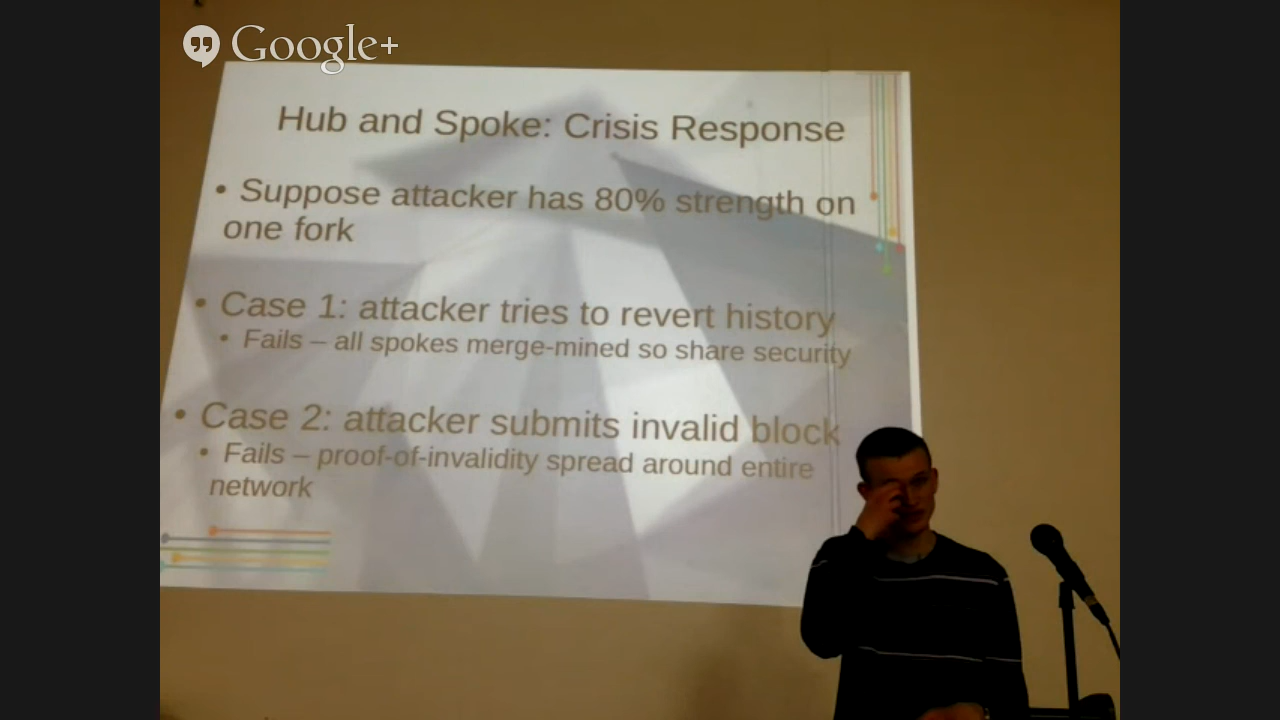 Google+
Hub and Spoke: Crisis Response
• Suppose attacker has 80% strength on
one fork
• Case 1: attacker tries to revert history
• Fails – all spokes merge-mined so share security
• Case 2: attacker submits invalid block
• Fails – proof-of-invalidity spread around entire
network